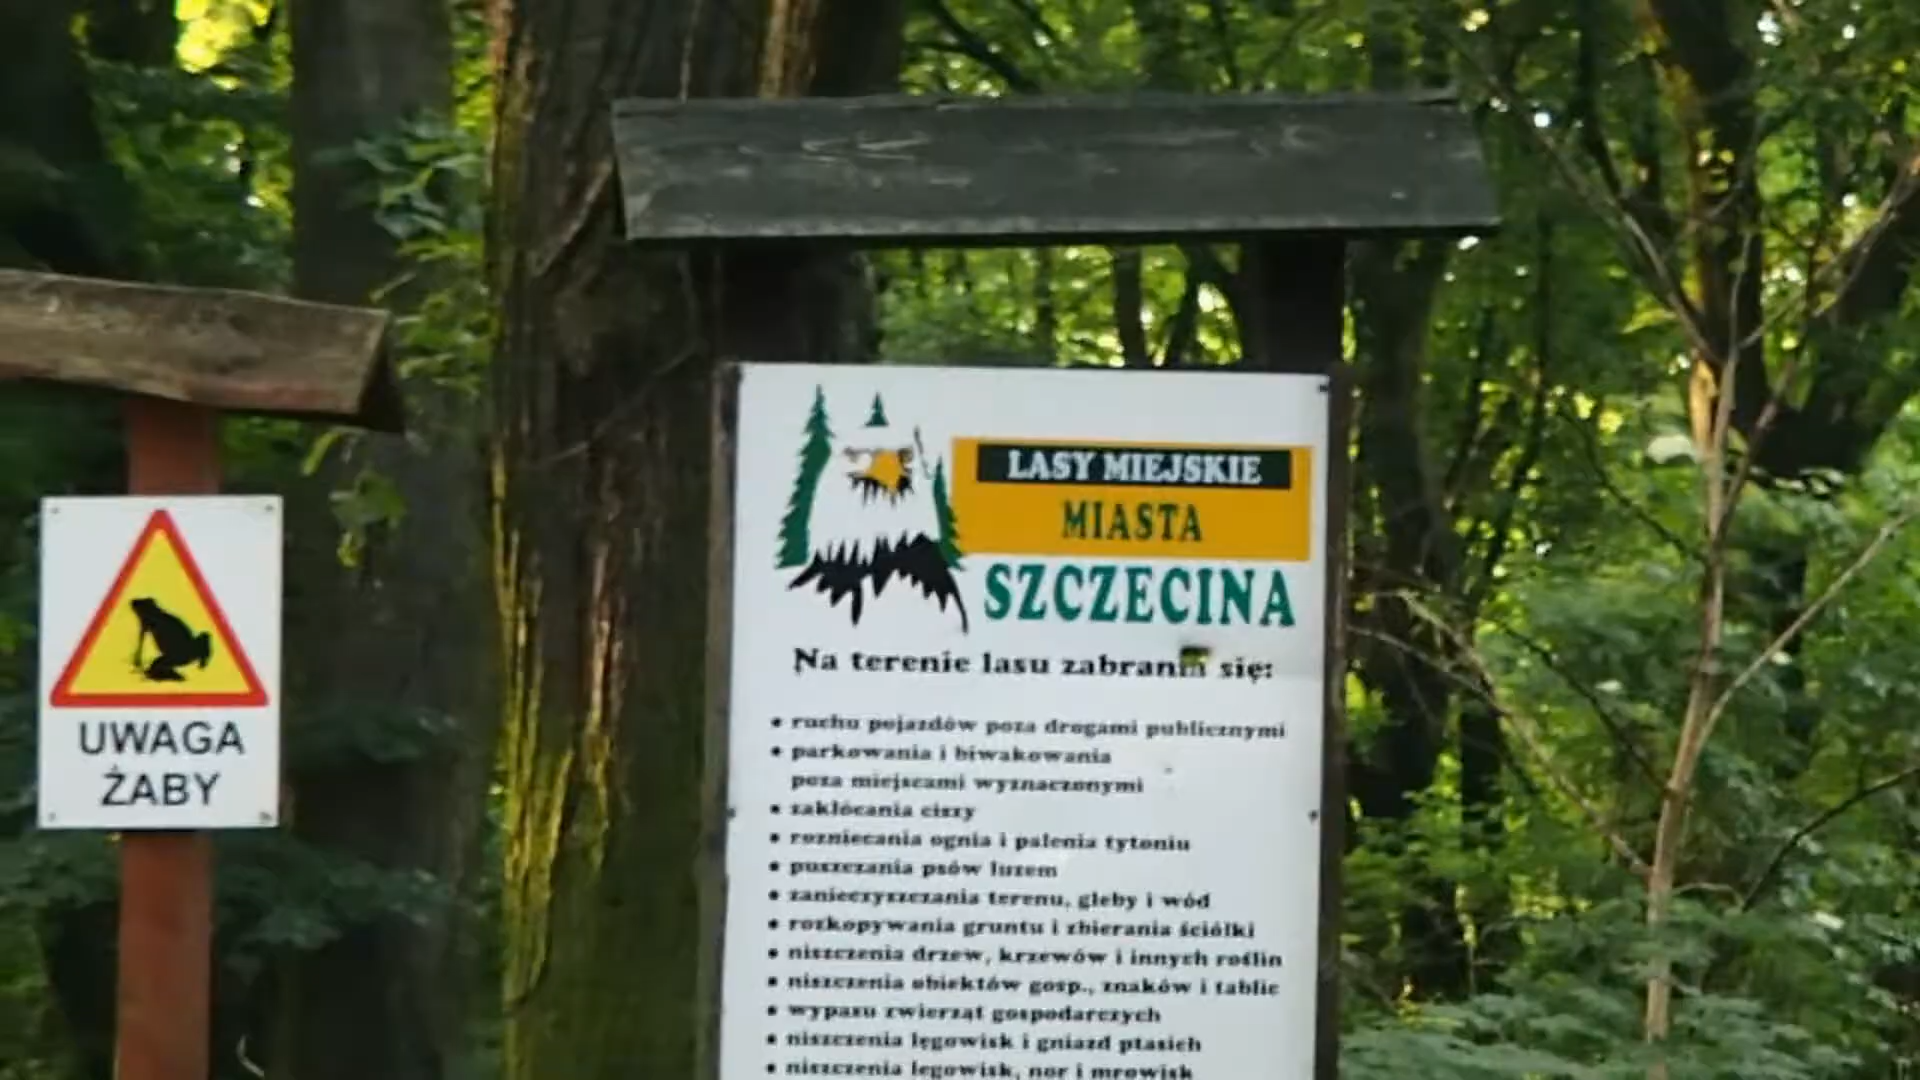 UWAGA
ŻABY
LASY MIEJSKIE
MIASTA
SZCZECINA
Na terenie lasu zabrania się:
• ruchu pojazdów poza drogami publicznymi
• parkowania i biwakowania
poza miejscami wyznaczonymi
• zakłócania ciszy
• rozniecania ognia i palenia tytoniu
• puszczania psów luzem
• zanieczyszczania terenu, gleby i wód
• rozkopywania gruntu i zbierania ściółki
• niszczenia drzew, krzewów i innych roślin
• niszczenia obiektów gosp., znaków i tablic
• wypasu zwierząt gospodarczych
• niszczenia lęgowisk i gniazd ptasich
• niszczenia legowisk, nor i mrowisk